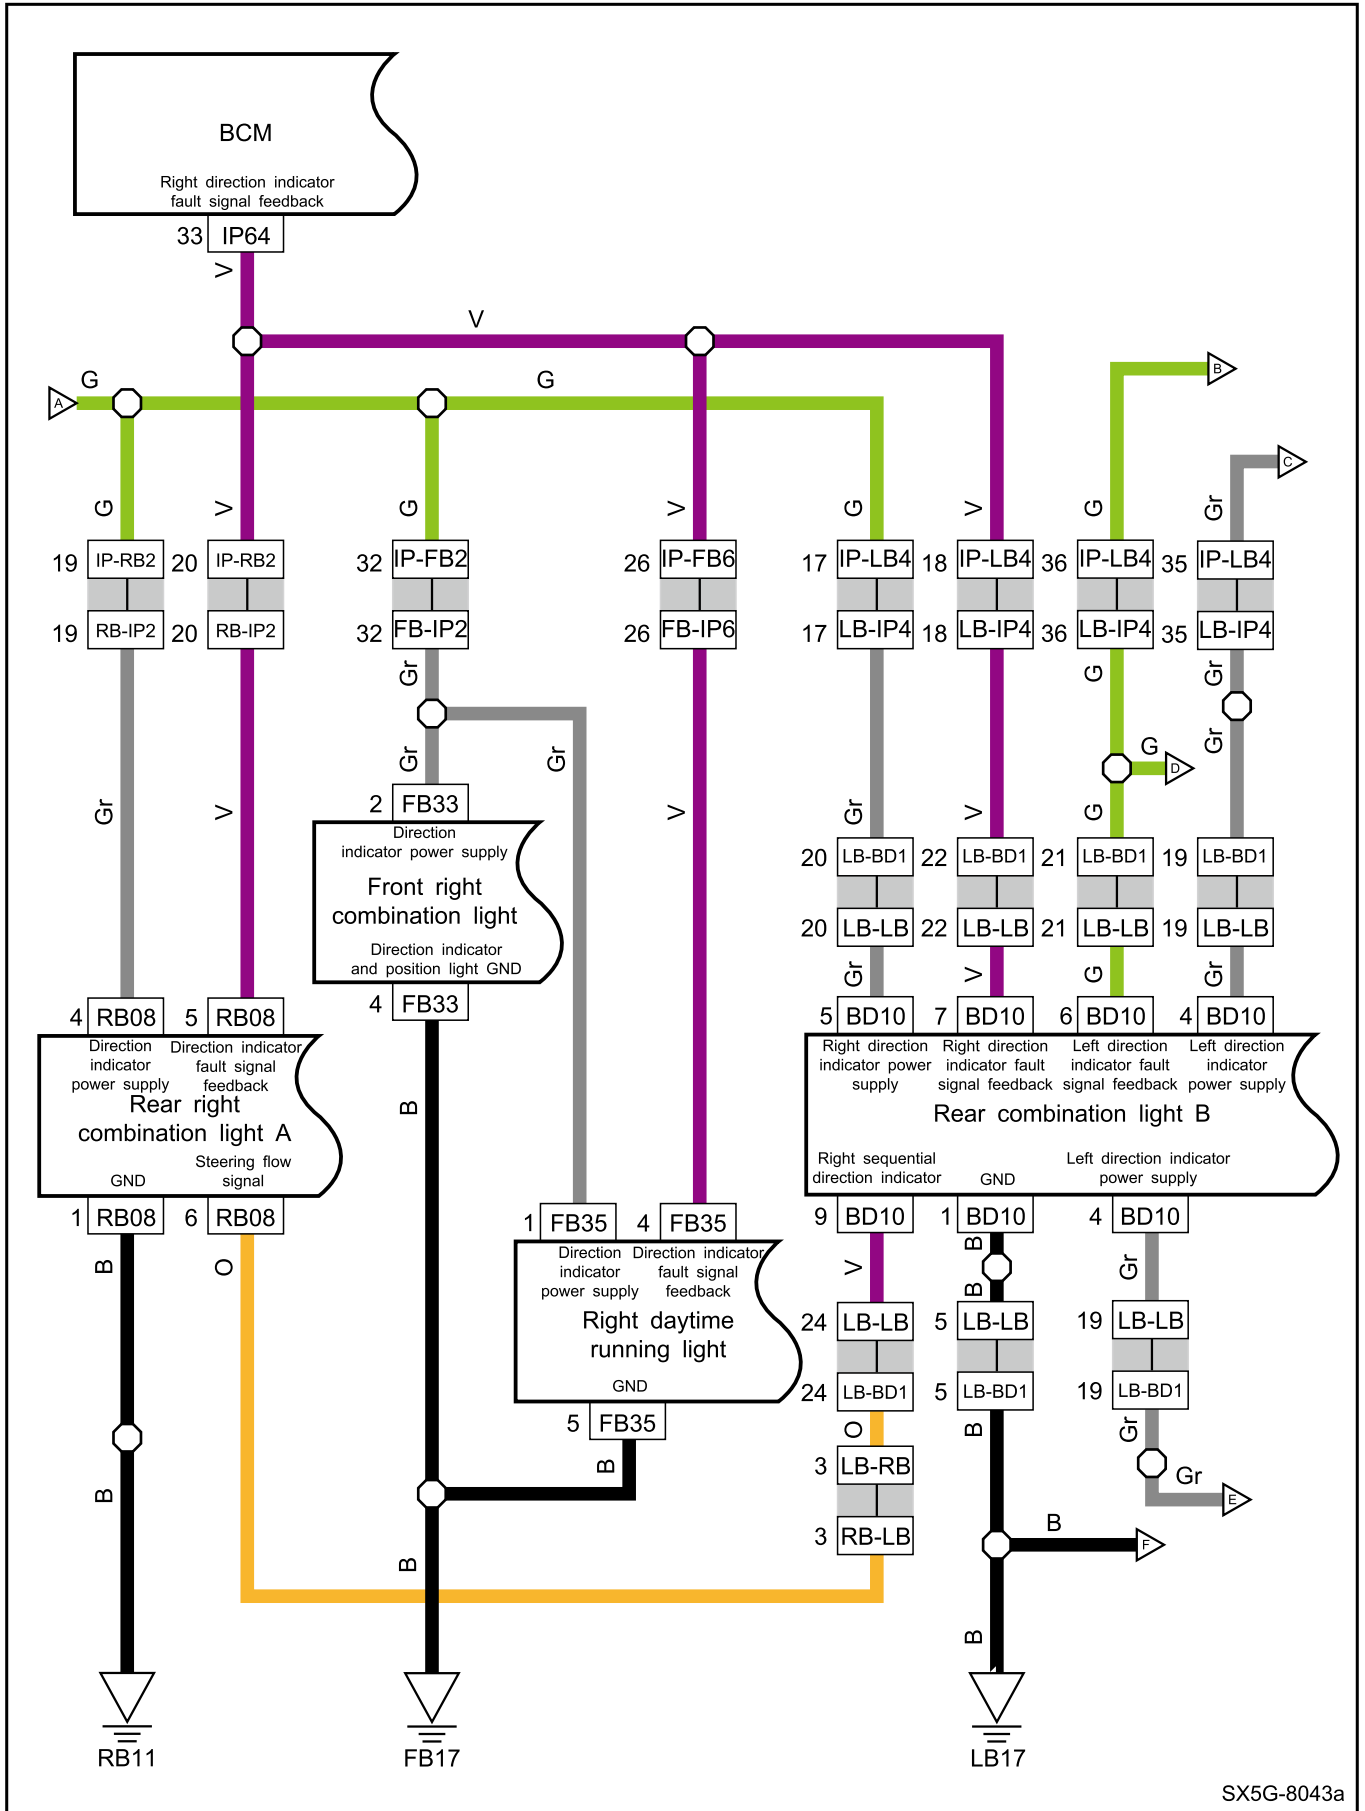 BCM
Right direction indicator
fault signal feedback
33 IP64
V
V
A G G
B
C
G V G V G V G Gr
19 IP-RB2 20 IP-RB2 32 IP-FB2 26 IP-FB6 17 IP-LB4 18 IP-LB4 36 IP-LB4 35 IP-LB4
19 RB-IP2 20 RB-IP2 32 FB-IP2 26 FB-IP6 17 LB-IP4 18 LB-IP4 36 LB-IP4 35 LB-IP4
Gr G Gr
Gr Gr G D Gr
Gr V V Gr V G
2 FB33
Direction
indicator power supply
Front right
combination light
Direction indicator
and position light GND
4 FB33
20 LB-BD1 22 LB-BD1 21 LB-BD1 19 LB-BD1
20 LB-LB 22 LB-LB 21 LB-LB 19 LB-LB
Gr V G Gr
4 RB08 5 RB08
Direction
indicator
power supply
Direction indicator
fault signal
feedback
Rear right
combination light A
GND
Steering flow
signal
1 RB08 6 RB08
B
5 BD10 7 BD10 6 BD10 4 BD10
Right direction
indicator power
supply
Right direction
indicator fault
signal feedback
Left direction
indicator fault
signal feedback
Left direction
indicator
power supply
Rear combination light B
Right sequential
direction indicator
GND
Left direction indicator
power supply
9 BD10 1 BD10 4 BD10
B O
1 FB35 4 FB35
Direction
indicator
power supply
Direction indicator
fault signal
feedback
Right daytime
running light
GND
5 FB35
B
V B Gr
B
24 LB-LB 5 LB-LB 19 LB-LB
24 LB-BD1 5 LB-BD1 19 LB-BD1
O B Gr
3 LB-RB
Gr E
3 RB-LB
B F
B B B
RB11 FB17 LB17
SX5G-8043a